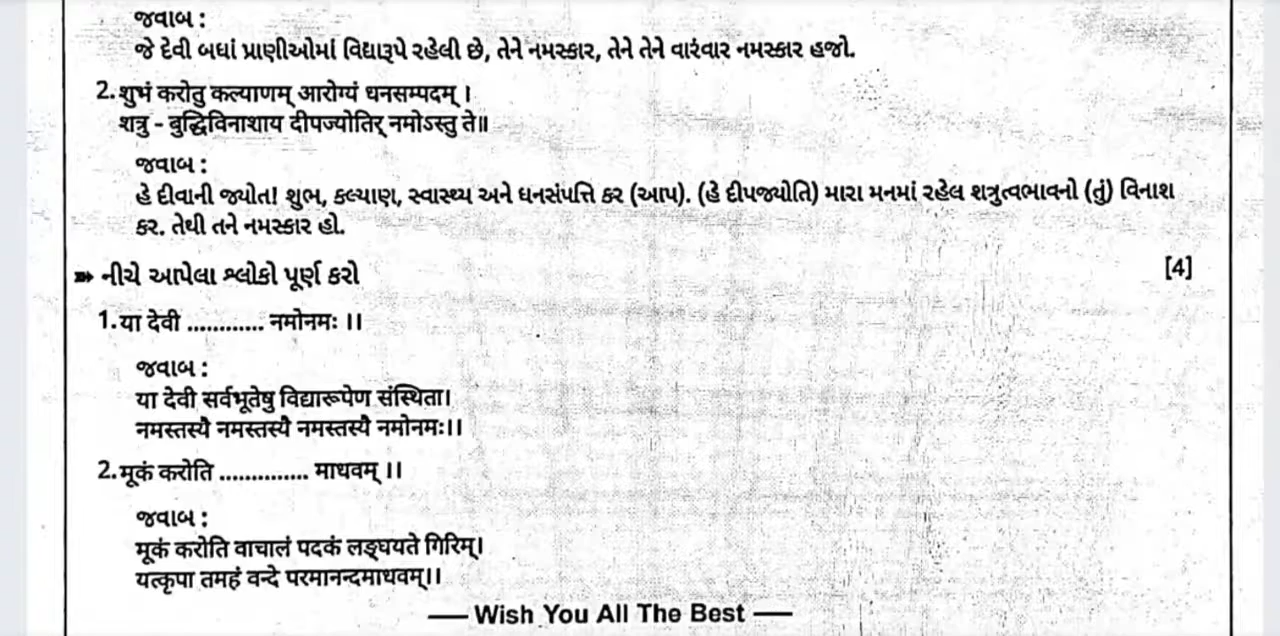 જવાબ :
જે દેવી બધાં પ્રાણીઓમાં વિદ્યારૂપે રહેલી છે, તેને નમસ્કાર, તેને તેને વારંવાર નમસ્કાર હજો.
2. शुभं करोतु कल्याणम् आरोग्यं धनसम्पदम् ।
शत्रु - बुद्धिविनाशाय दीपज्योतिर् नमोऽस्तु ते॥
જવાબ :
હે દીવાની જ્યોત! શુભ, કલ્યાણ, સ્વાસ્થ્ય અને ધનસંપત્તિ કર (આપ). (હે દીપજ્યોતિ) મારા મનમાં રહેલ શત્રુત્વભાવનો (તું) વિનાશ
કર. તેથી તને નમસ્કાર હો.
➽ નીચે આપેલા શ્લોકો પૂર્ણ કરો [4]
1. या देवी ............ नमोनमः ।।
જવાબ :
या देवी सर्वभूतेषु विद्यारूपेण संस्थिता।
नमस्तस्यै नमस्तस्यै नमस्तस्यै नमोनमः।।
2. मूकं करोति .............. माधवम् ।।
જવાબ :
मूकं करोति वाचालं पदकं लङ्घयते गिरिम्।
यत्कृपा तमहं वन्दे परमानन्दमाधवम्।।
—– Wish You All The Best —–